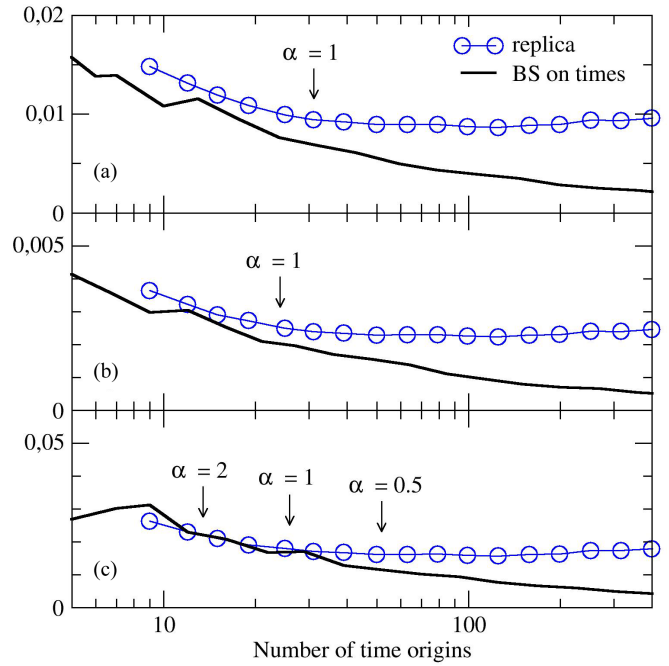 0,02
α = 1
replica
BS on times
0,01
(a)
0
0,005
α = 1
(b)
0
0,05
α = 2
α = 1
α = 0.5
(c)
0
10
100
Number of time origins